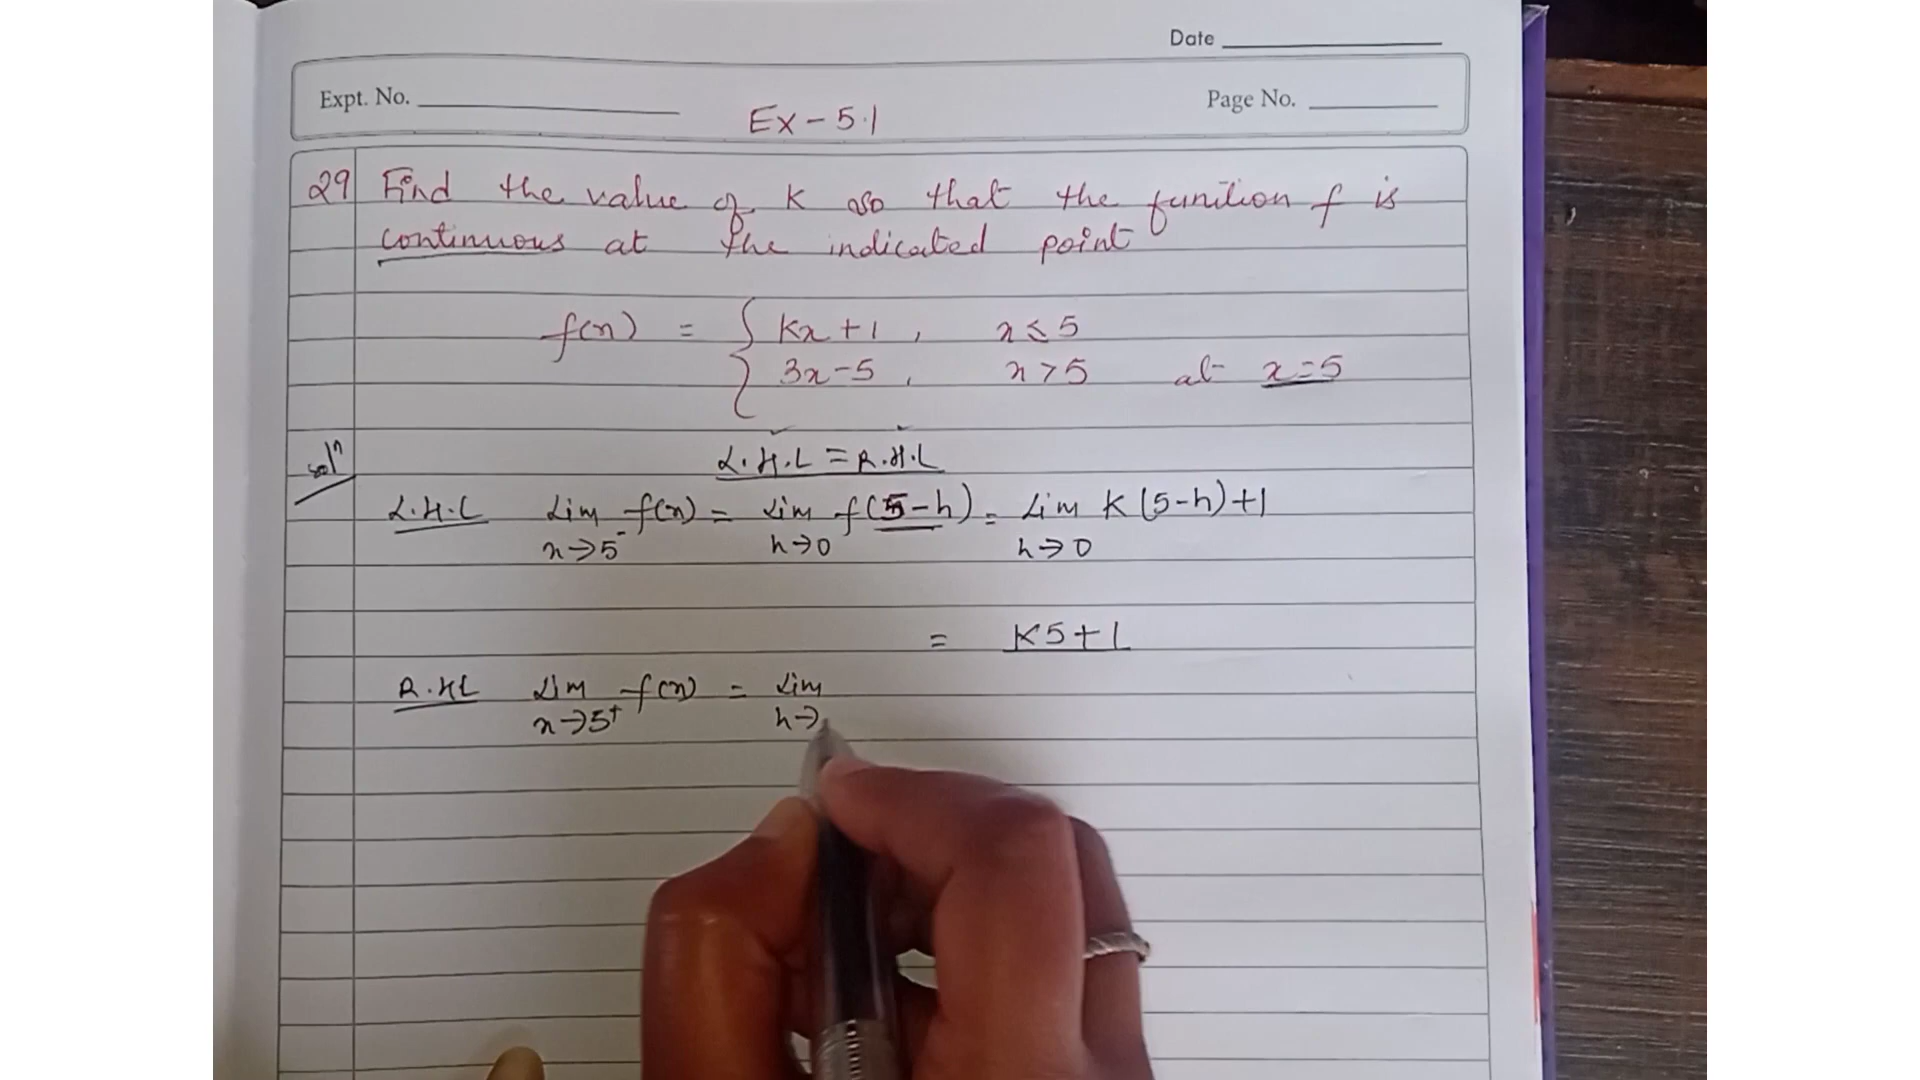 Date
Expt. No. Page No.
Ex - 5.1
29 Find the value of K so that the function f is
continuous at the indicated point
f(x) = { Kx + 1 , x ≤ 5
3x - 5 , x > 5 at x = 5
solⁿ L.H.L = R.H.L
L.H.L Lim f(x) = Lim f(5-h) = Lim K(5-h)+1
x→5⁻ h→0 h→0
= K5+1
R.HL Lim f(x) = Lim
x→5⁺ h→